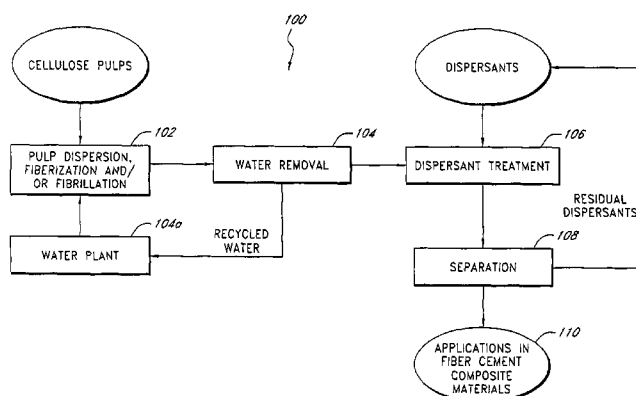 100
CELLULOSE PULPS
DISPERSANTS
102
PULP DISPERSION,
FIBERIZATION AND/
OR FIBRILLATION
104
WATER REMOVAL
106
DISPERSANT TREATMENT
104a
WATER PLANT
RECYCLED
WATER
RESIDUAL
DISPERSANTS
108
SEPARATION
110
APPLICATIONS IN
FIBER CEMENT
COMPOSITE
MATERIALS